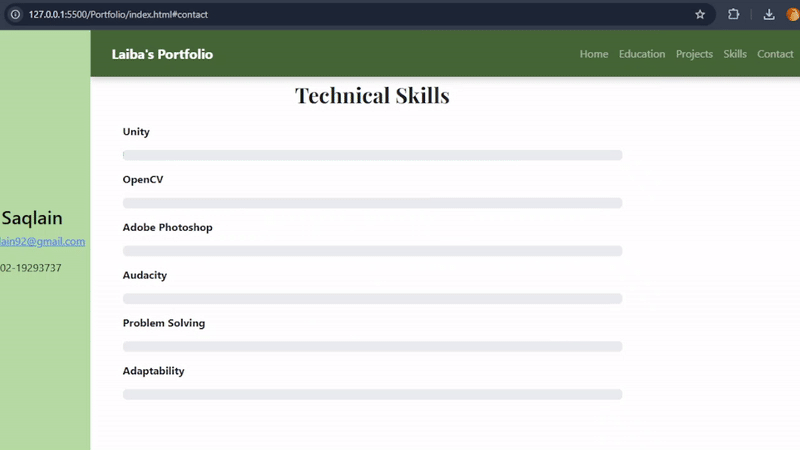 127.0.0.1:5500/Portfolio/index.html#contact
Laiba's Portfolio
Home Education Projects Skills Contact
Technical Skills
Unity
OpenCV
Adobe Photoshop
Audacity
Problem Solving
Adaptability
Saqlain
lain92@gmail.com
02-19293737